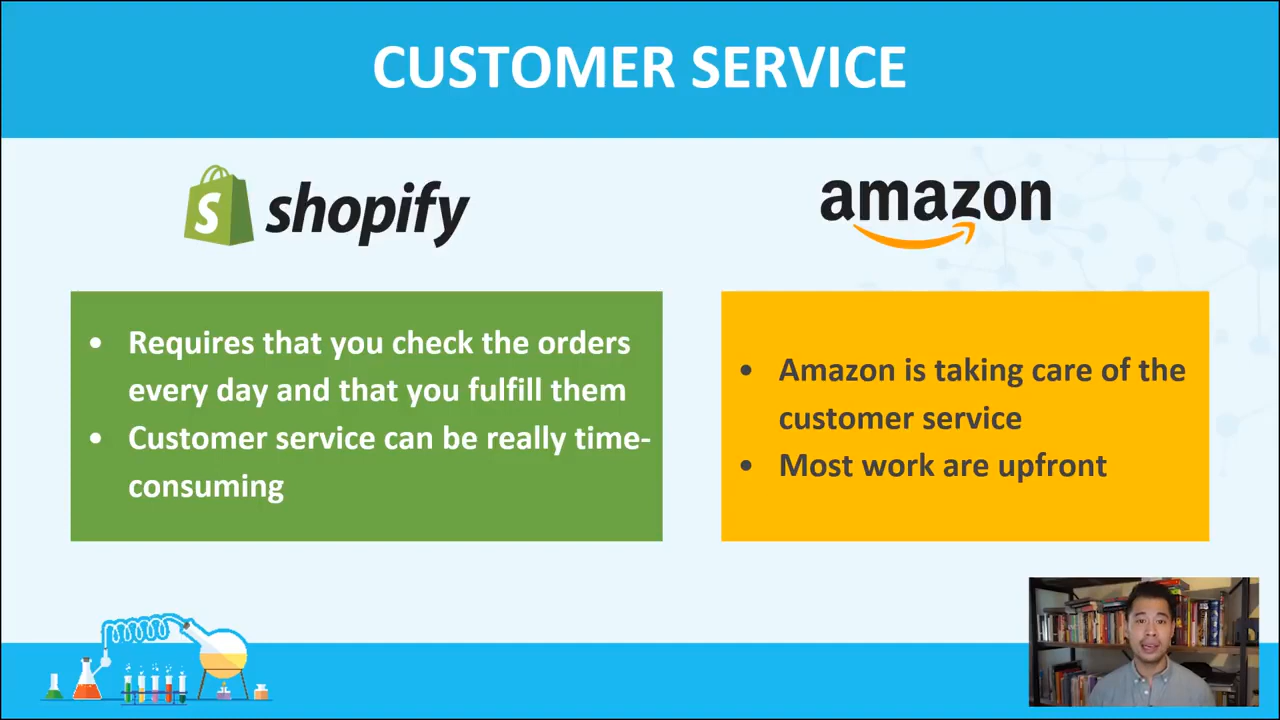 CUSTOMER SERVICE
S shopify
amazon
• Requires that you check the orders
every day and that you fulfill them
• Customer service can be really time-
consuming
• Amazon is taking care of the
customer service
• Most work are upfront